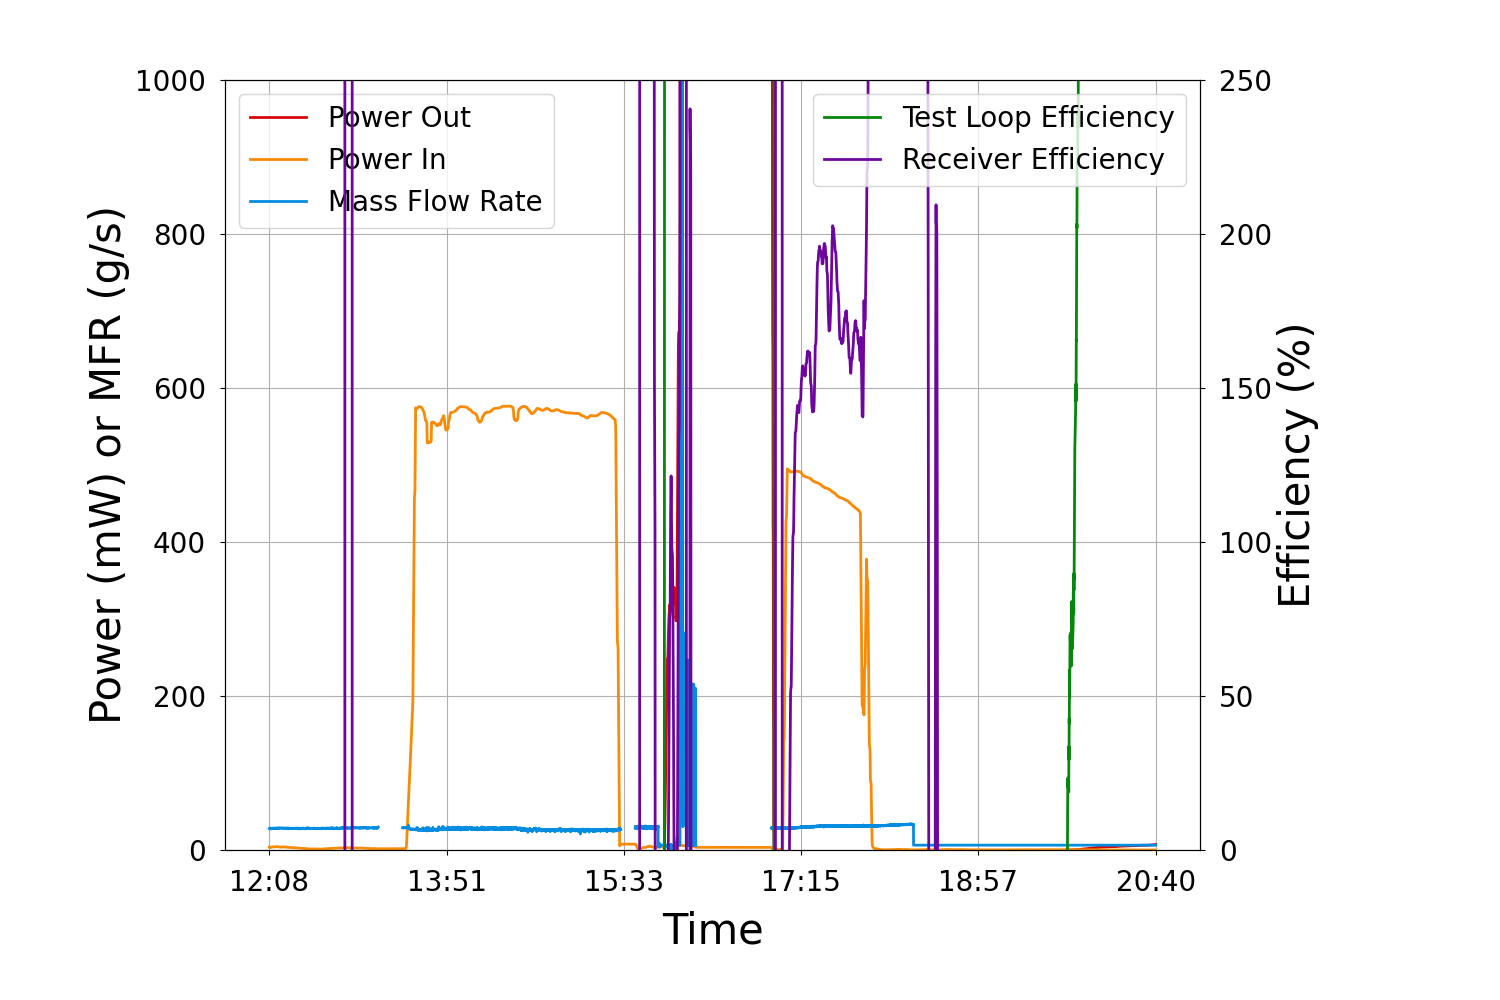 1000
800
600
400
200
0
Power (mW) or MFR (g/s)
Power Out
Power In
Mass Flow Rate
Test Loop Efficiency
Receiver Efficiency
250
200
150
100
50
0
Efficiency (%)
12:08 13:51 15:33 17:15 18:57 20:40
Time